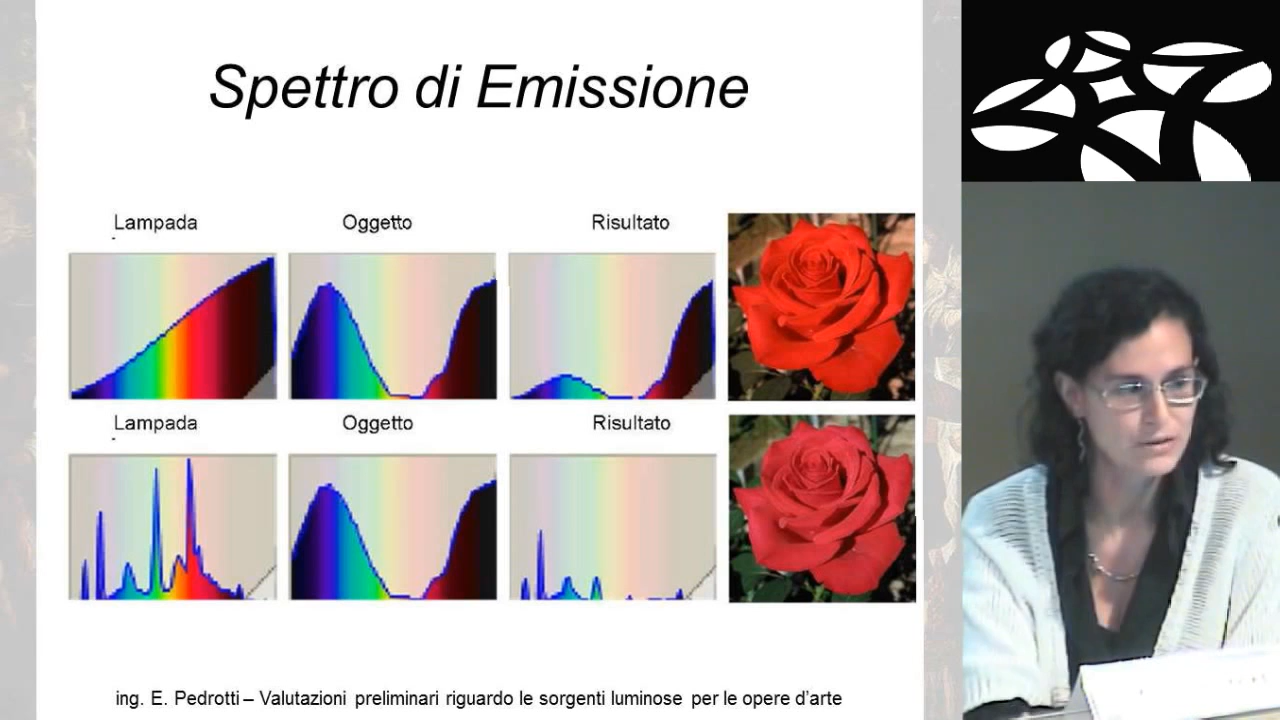 Spettro di Emissione
Lampada Oggetto Risultato
Lampada Oggetto Risultato
ing. E. Pedrotti – Valutazioni preliminari riguardo le sorgenti luminose per le opere d'arte